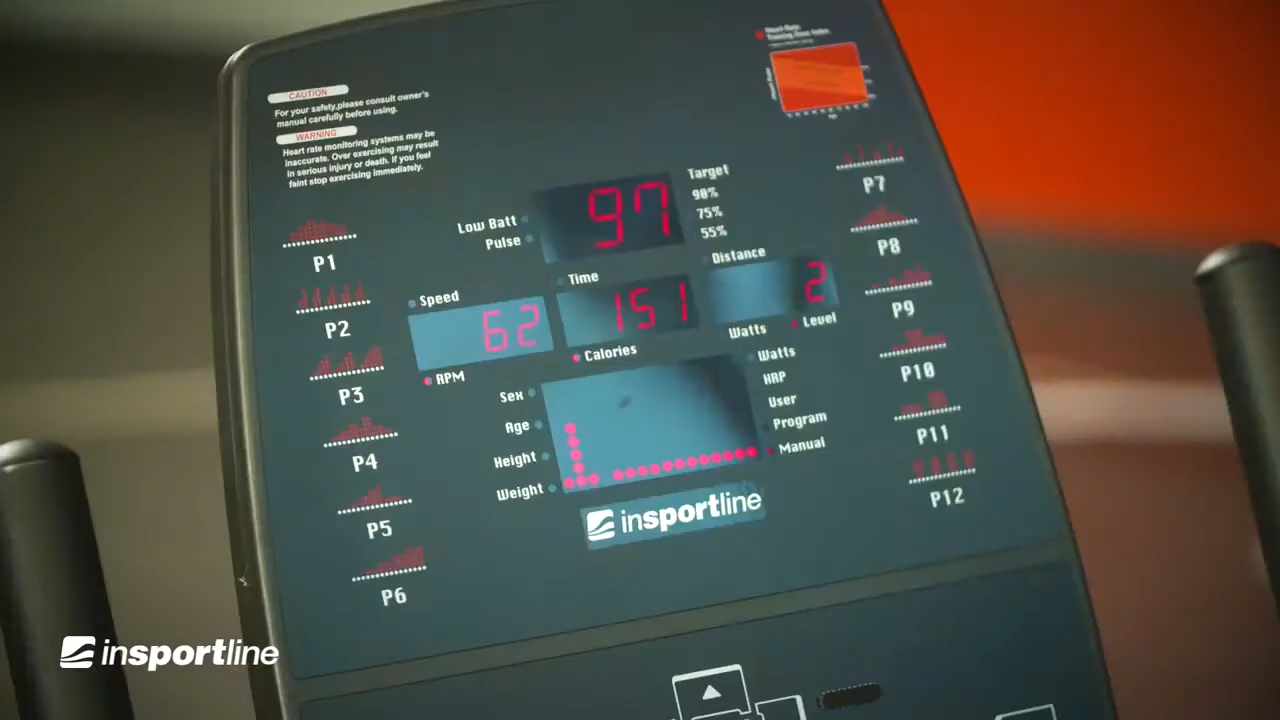 CAUTION
For your safety,please consult owner's
manual carefully before using.
WARNING
Heart rate monitoring systems may be
inaccurate. Over exercising may result
in serious injury or death. If you feel
faint stop exercising immediately.
Heart Rate
P1
P2
P3
P4
P5
P6
Low Batt
Pulse
97
Target
90%
75%
55%
Speed
62
RPM
Time
151
Calories
Distance
2
Watts
Level
Sex
Age
Height
Weight
Watts
HRP
User
Program
Manual
insportline
P7
P8
P9
P10
P11
P12
insportline